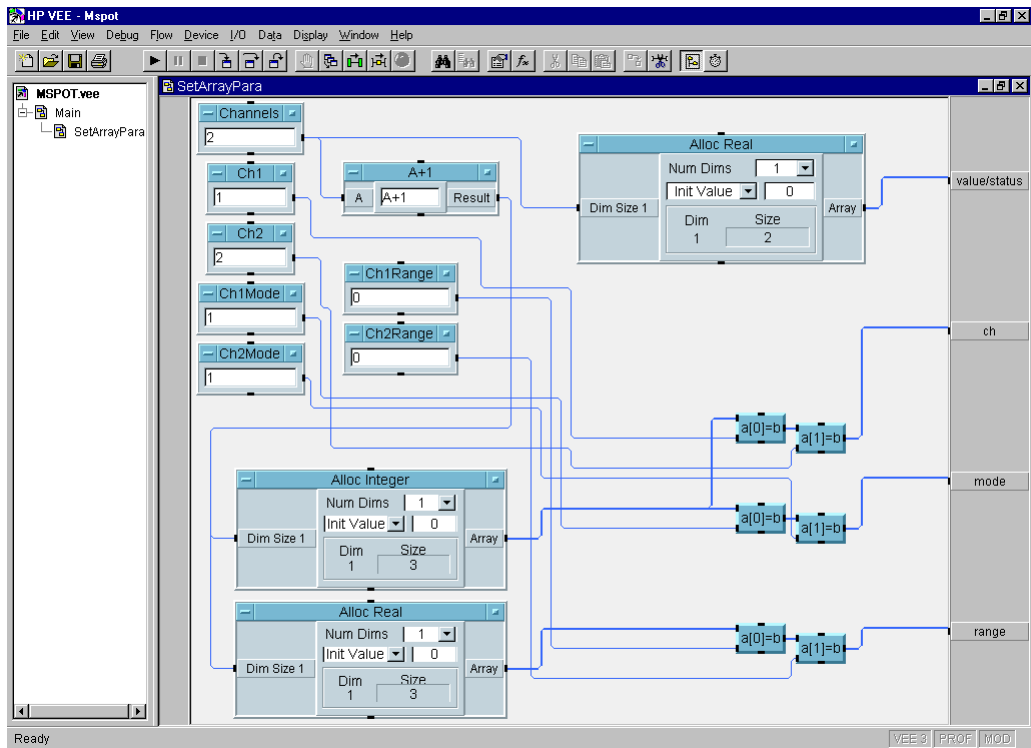 HP VEE - Mspot
File Edit View Debug Flow Device I/O Data Display Window Help
MSPOT.vee
Main
SetArrayPara
SetArrayPara
Channels
2
Ch1
1
Ch2
2
Ch1Mode
1
Ch2Mode
1
A+1
A A+1 Result
Ch1Range
0
Ch2Range
0
Alloc Real
Num Dims 1
Init Value 0
Dim Size 1
Array
Dim Size
1 2
value/status
ch
a[0]=b
a[1]=b
mode
a[0]=b
a[1]=b
range
a[0]=b
a[1]=b
Alloc Integer
Num Dims 1
Init Value 0
Dim Size 1
Array
Dim Size
1 3
Alloc Real
Num Dims 1
Init Value 0
Dim Size 1
Array
Dim Size
1 3
Ready
VEE 3 PROF MOD